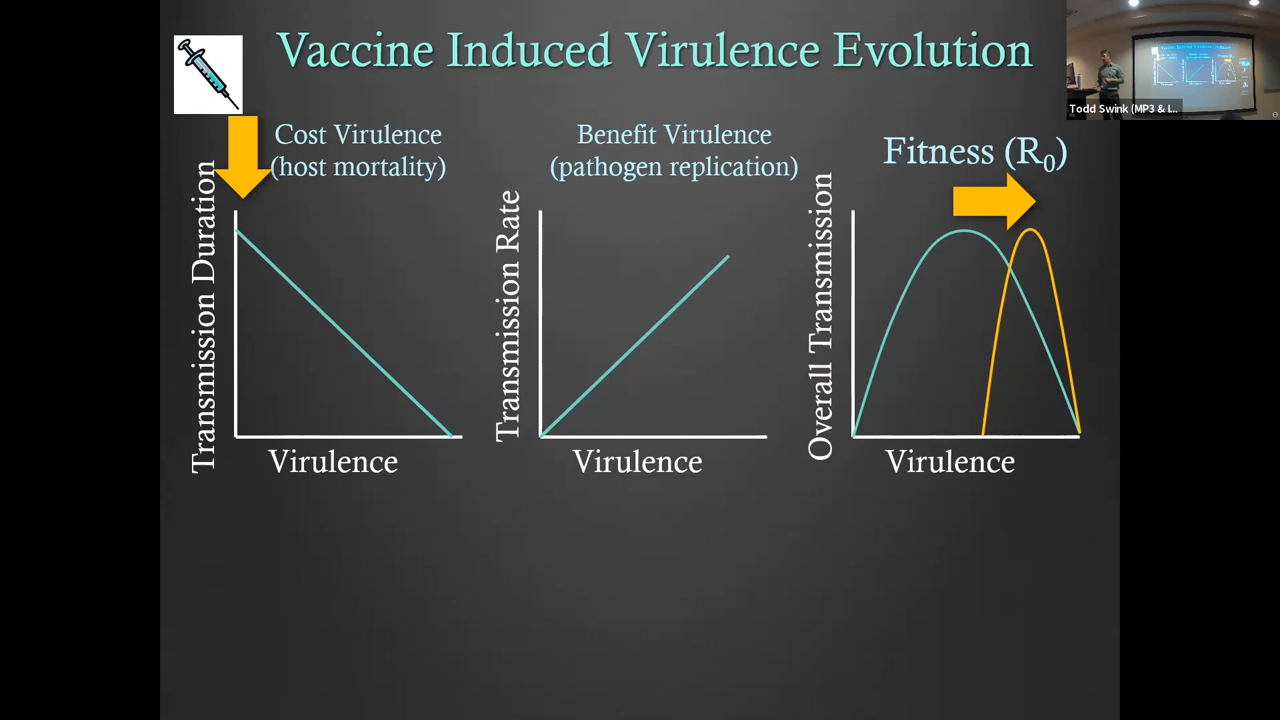 Vaccine Induced Virulence Evolution
Todd Swink (MP3 & I...
Cost Virulence
(host mortality)
Benefit Virulence
(pathogen replication)
Fitness (R₀)
Transmission Duration
Virulence
Transmission Rate
Virulence
Overall Transmission
Virulence